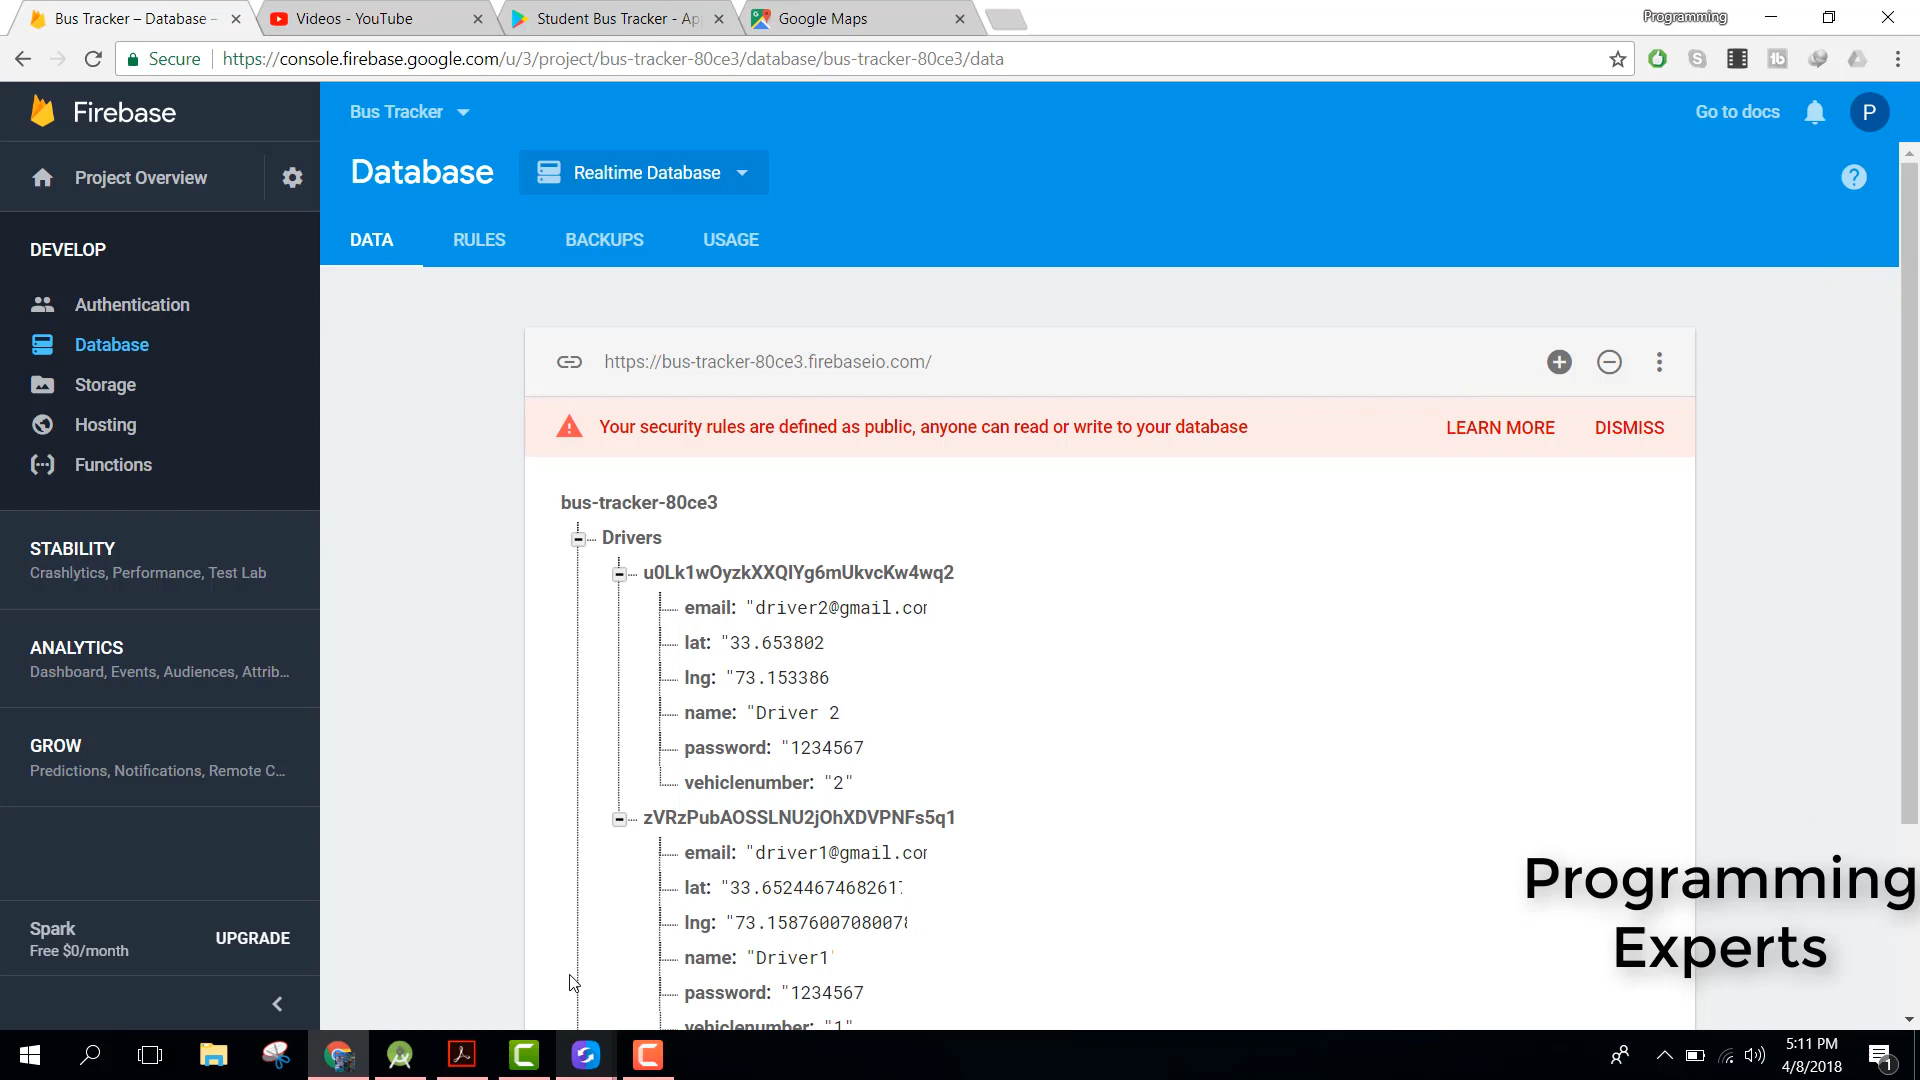 Bus Tracker – Database -
Videos - YouTube
Student Bus Tracker - Ap
Google Maps
Programming
Secure
https://console.firebase.google.com/u/3/project/bus-tracker-80ce3/database/bus-tracker-80ce3/data
Firebase
Bus Tracker
Go to docs
P
Project Overview
Database
Realtime Database
DATA
RULES
BACKUPS
USAGE
DEVELOP
Authentication
Database
Storage
Hosting
Functions
STABILITY
Crashlytics, Performance, Test Lab
ANALYTICS
Dashboard, Events, Audiences, Attrib...
GROW
Predictions, Notifications, Remote C...
Spark
Free $0/month
UPGRADE
https://bus-tracker-80ce3.firebaseio.com/
Your security rules are defined as public, anyone can read or write to your database
LEARN MORE
DISMISS
bus-tracker-80ce3
Drivers
u0Lk1wOyzkXXQIYg6mUkvcKw4wq2
email: "driver2@gmail.com
lat: "33.653802
lng: "73.153386
name: "Driver 2
password: "1234567
vehiclenumber: "2"
zVRzPubAOSSLNU2jOhXDVPNFs5q1
email: "driver1@gmail.com
lat: "33.65244674682617
lng: "73.15876007080078
name: "Driver1"
password: "1234567
vehiclenumber: "1"
Programming
Experts
5:11 PM
4/8/2018
1